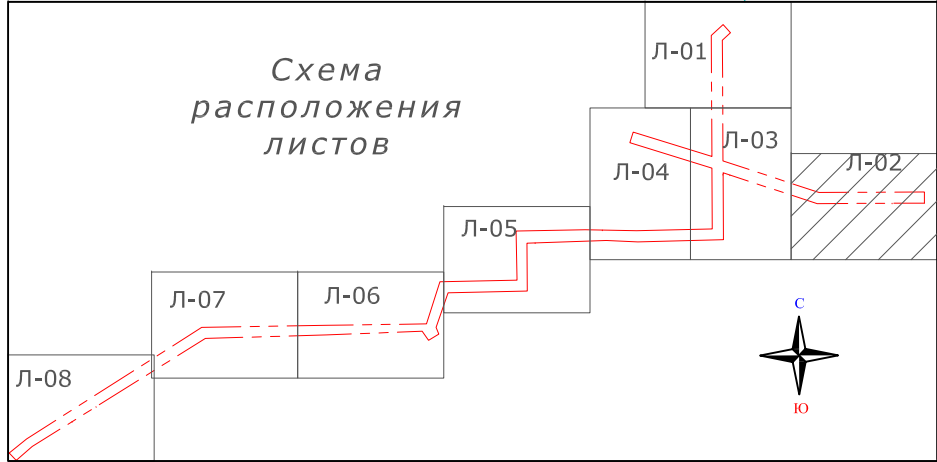 Схема
расположения
листов
Л-01
Л-03
Л-02
Л-04
Л-05
Л-06
Л-07
Л-08
С
Ю